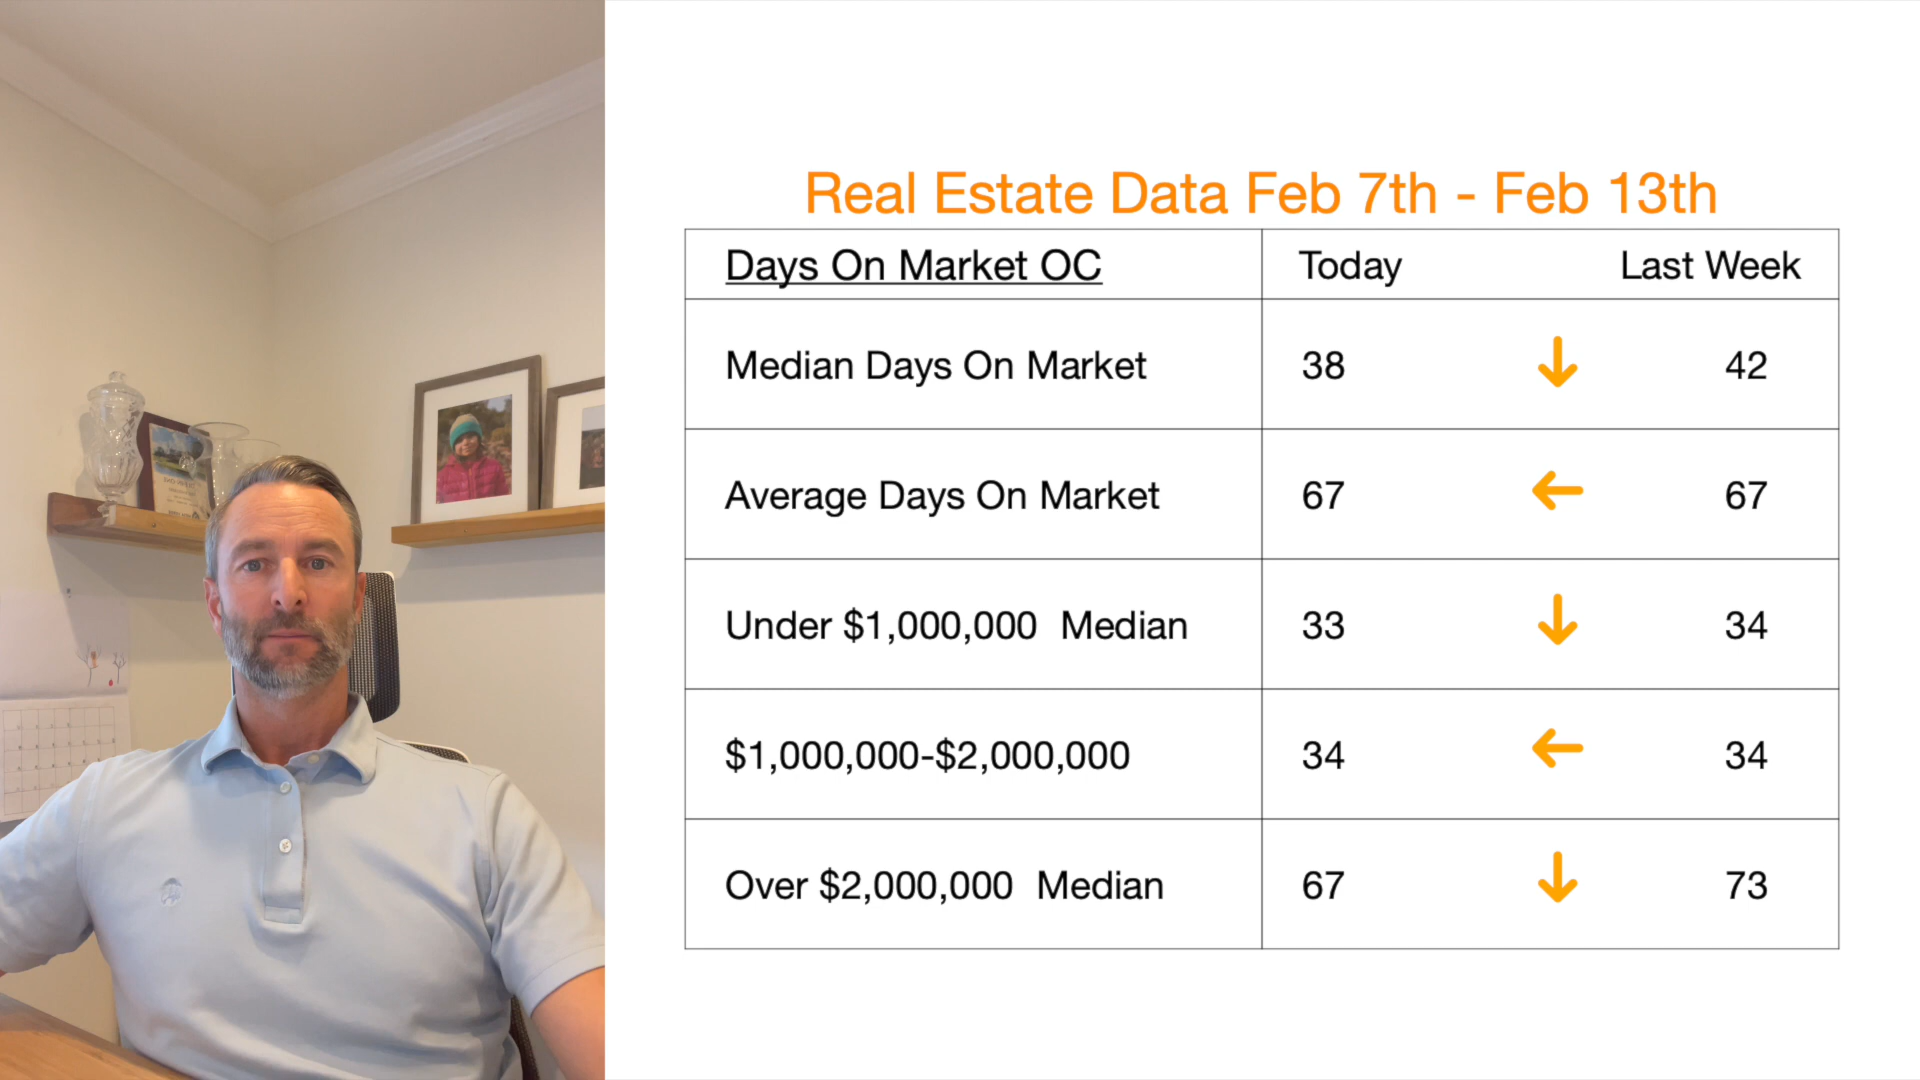 Real Estate Data Feb 7th - Feb 13th
Days On Market OC Today Last Week
Median Days On Market 38 ↓ 42
Average Days On Market 67 ← 67
Under $1,000,000 Median 33 ↓ 34
$1,000,000-$2,000,000 34 ← 34
Over $2,000,000 Median 67 ↓ 73